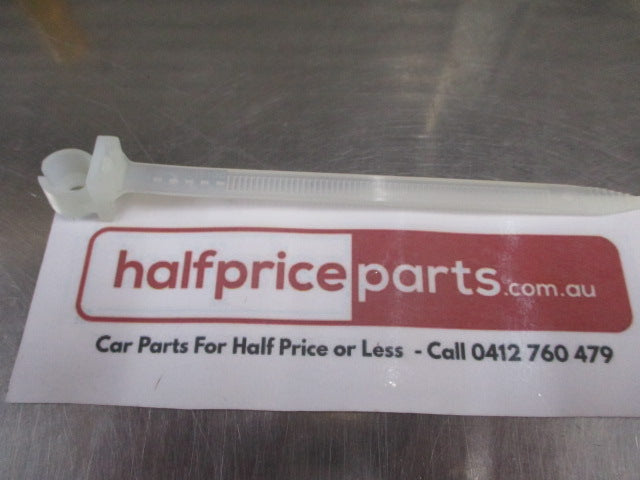 halfpriceparts.com.au
Car Parts For Half Price or Less - Call 0412 760 479